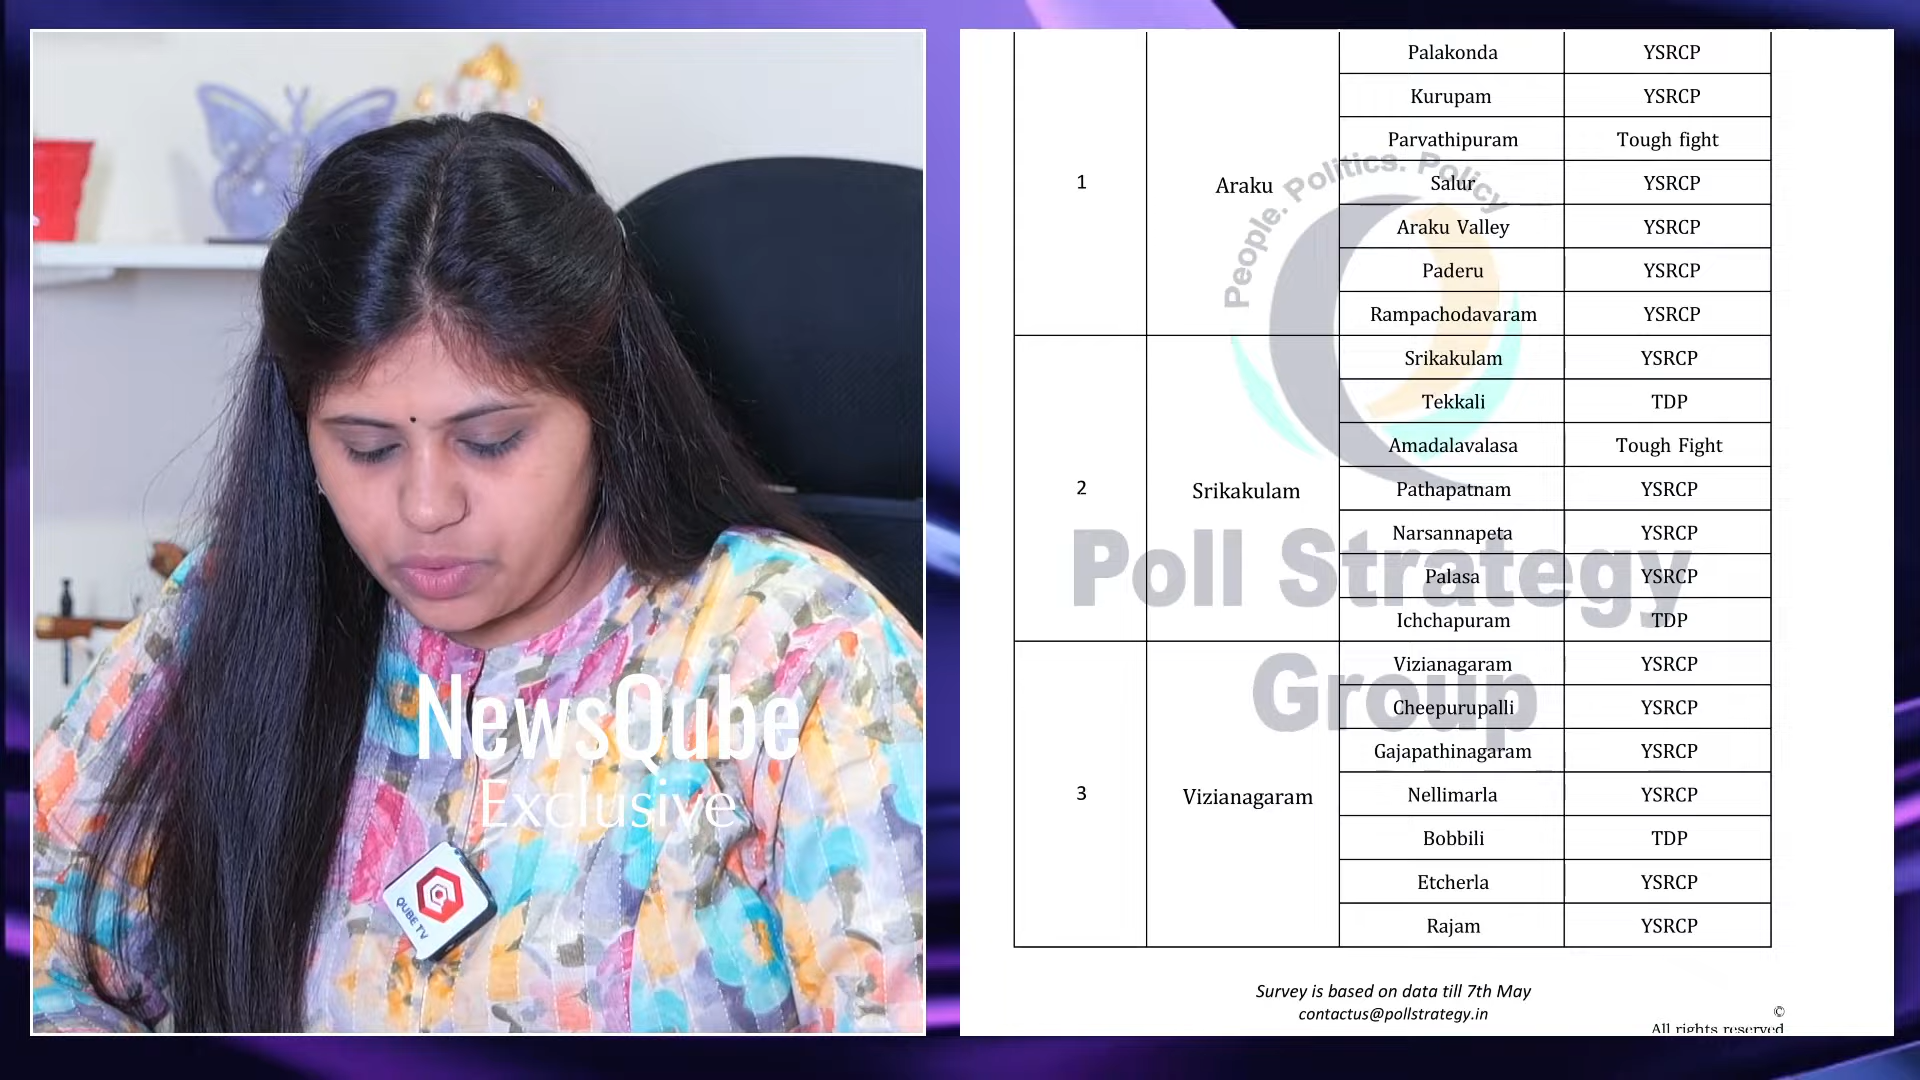 NewsQube
Exclusive
QUBE TV
People. Politics. Policy
Poll Strategy
Group
1 Araku Palakonda YSRCP
Kurupam YSRCP
Parvathipuram Tough fight
Salur YSRCP
Araku Valley YSRCP
Paderu YSRCP
Rampachodavaram YSRCP
2 Srikakulam Srikakulam YSRCP
Tekkali TDP
Amadalavalasa Tough Fight
Pathapatnam YSRCP
Narsannapeta YSRCP
Palasa YSRCP
Ichchapuram TDP
3 Vizianagaram Vizianagaram YSRCP
Cheepurupalli YSRCP
Gajapathinagaram YSRCP
Nellimarla YSRCP
Bobbili TDP
Etcherla YSRCP
Rajam YSRCP
Survey is based on data till 7th May
contactus@pollstrategy.in
©
All rights reserved